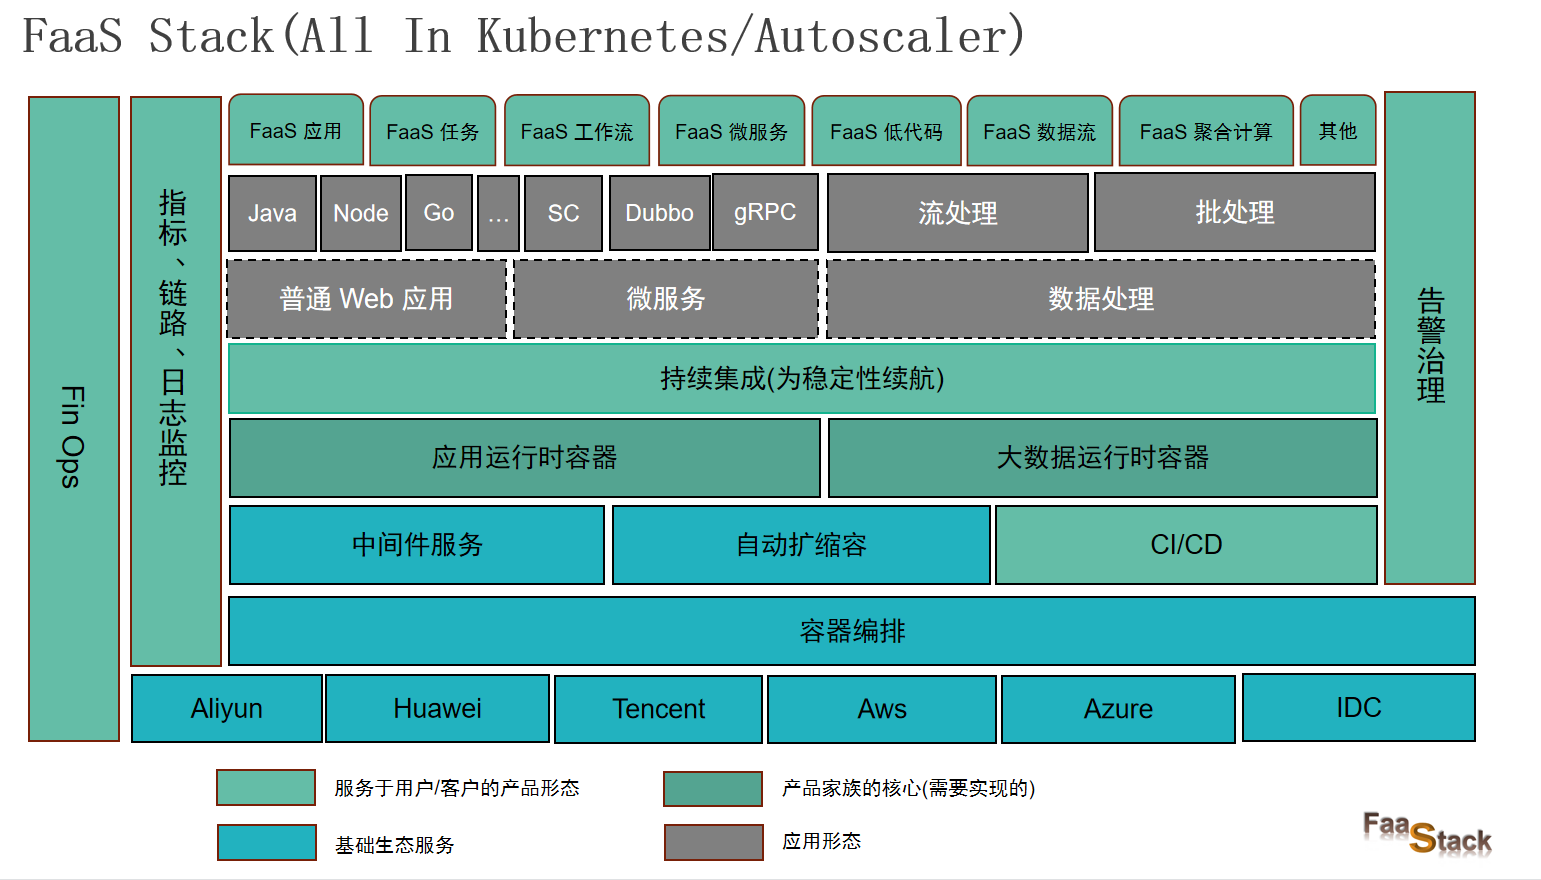 FaaS Stack(All In Kubernetes/Autoscaler)
Fin Ops
指标、链路、日志监控
FaaS 应用
FaaS 任务
FaaS 工作流
FaaS 微服务
FaaS 低代码
FaaS 数据流
FaaS 聚合计算
其他
告警治理
Java
Node
Go
...
SC
Dubbo
gRPC
流处理
批处理
普通 Web 应用
微服务
数据处理
持续集成(为稳定性续航)
应用运行时容器
大数据运行时容器
中间件服务
自动扩缩容
CI/CD
容器编排
Aliyun
Huawei
Tencent
Aws
Azure
IDC
服务于用户/客户的产品形态
产品家族的核心(需要实现的)
基础生态服务
应用形态
FaaStack